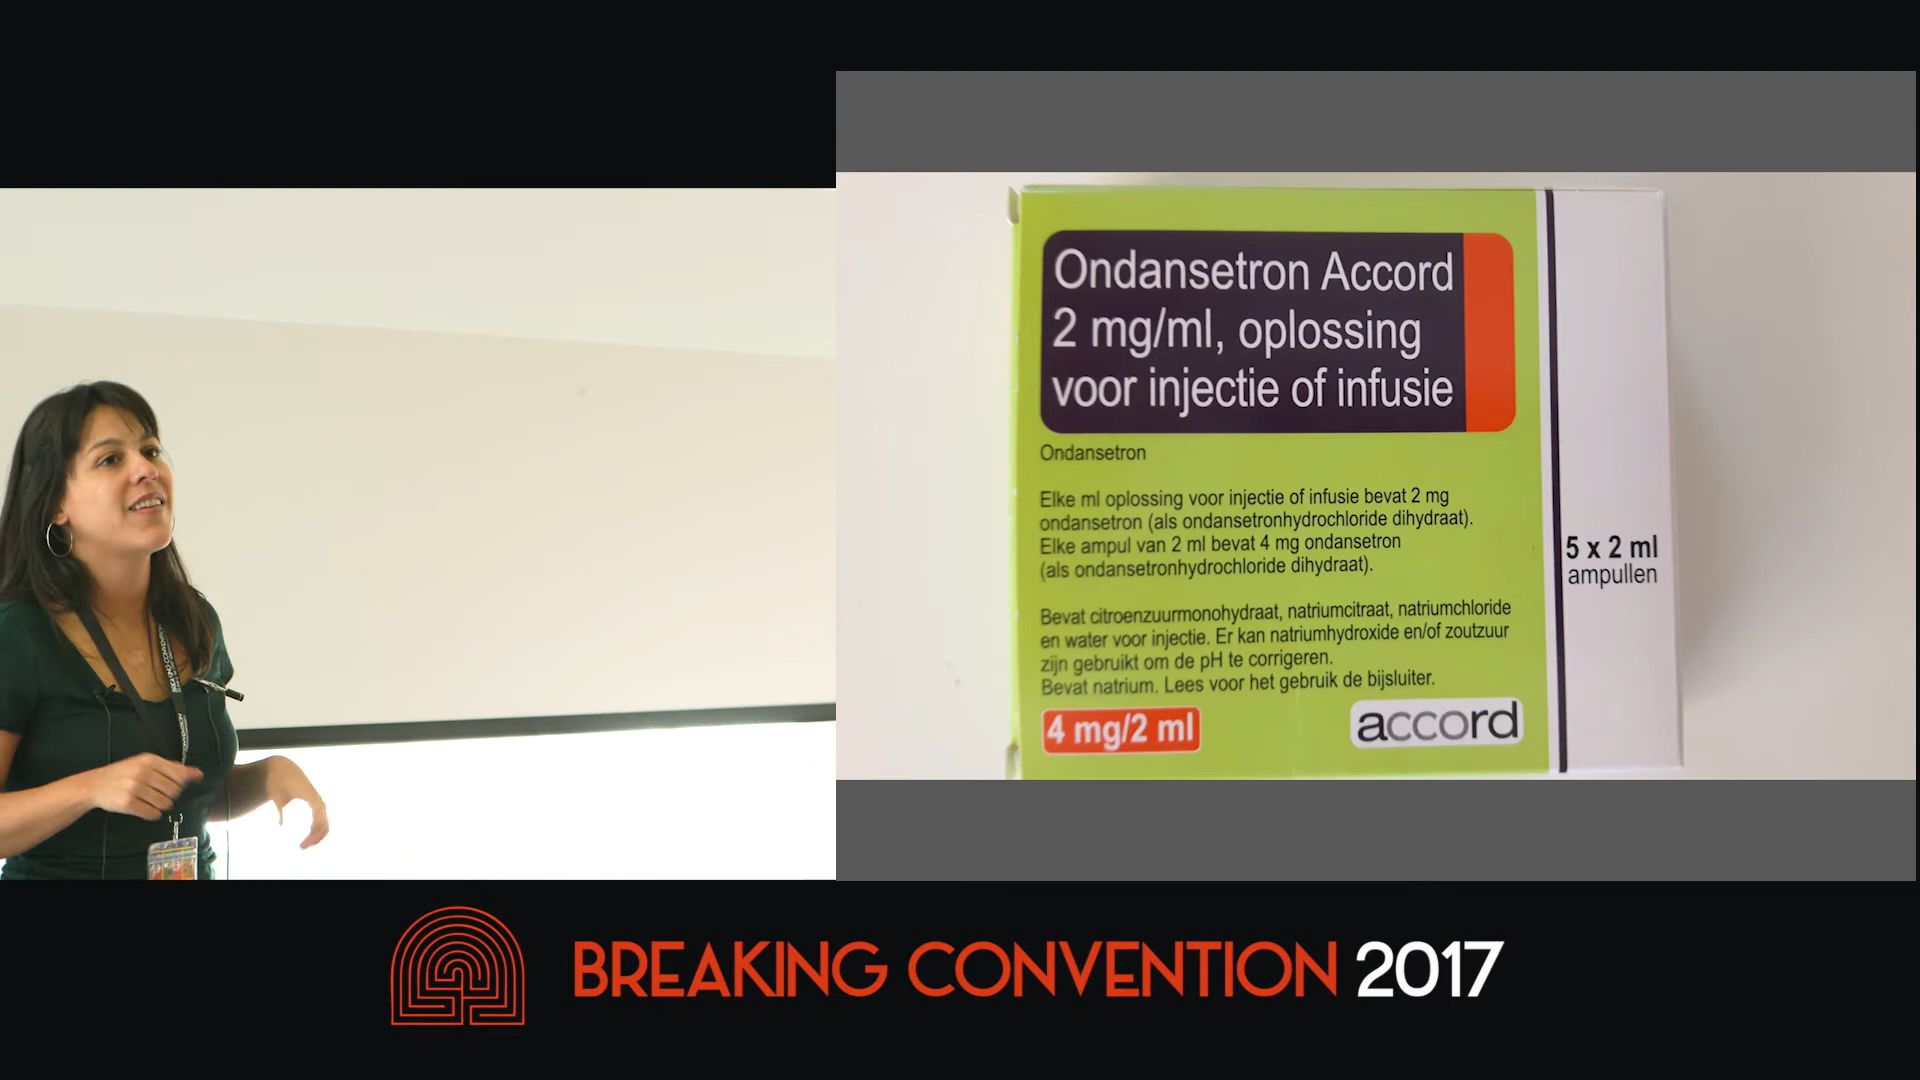 Ondansetron Accord
2 mg/ml, oplossing
voor injectie of infusie
Ondansetron
Elke ml oplossing voor injectie of infusie bevat 2 mg
ondansetron (als ondansetronhydrochloride dihydraat).
Elke ampul van 2 ml bevat 4 mg ondansetron
(als ondansetronhydrochloride dihydraat).
Bevat citroenzuurmonohydraat, natriumcitraat, natriumchloride
en water voor injectie. Er kan natriumhydroxide en/of zoutzuur
zijn gebruikt om de pH te corrigeren.
Bevat natrium. Lees voor het gebruik de bijsluiter.
4 mg/2 ml
accord
5 x 2 ml
ampullen
BREAKING CONVENTION 2017